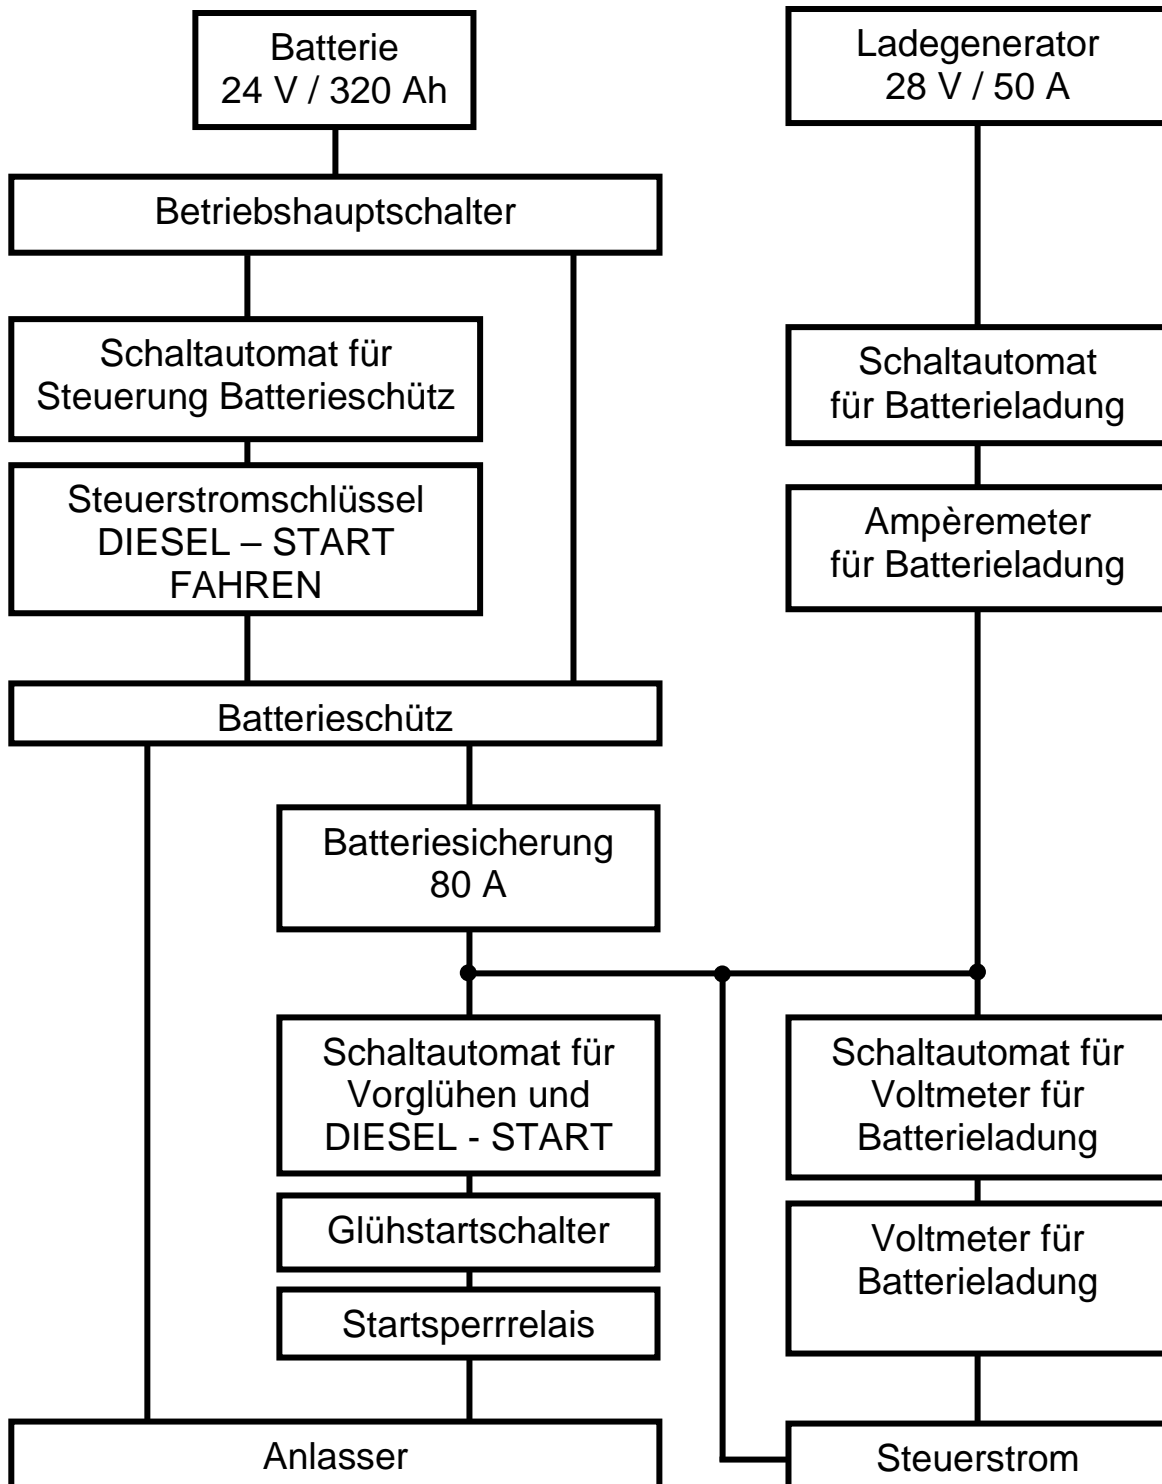 Batterie
24 V / 320 Ah
Ladegenerator
28 V / 50 A
Betriebshauptschalter
Schaltautomat für
Steuerung Batterieschütz
Schaltautomat
für Batterieladung
Steuerstromschlüssel
DIESEL – START
FAHREN
Ampèremeter
für Batterieladung
Batterieschütz
Batteriesicherung
80 A
Schaltautomat für
Vorglühen und
DIESEL - START
Schaltautomat für
Voltmeter für
Batterieladung
Glühstartschalter
Voltmeter für
Batterieladung
Startsperrrelais
Anlasser
Steuerstrom